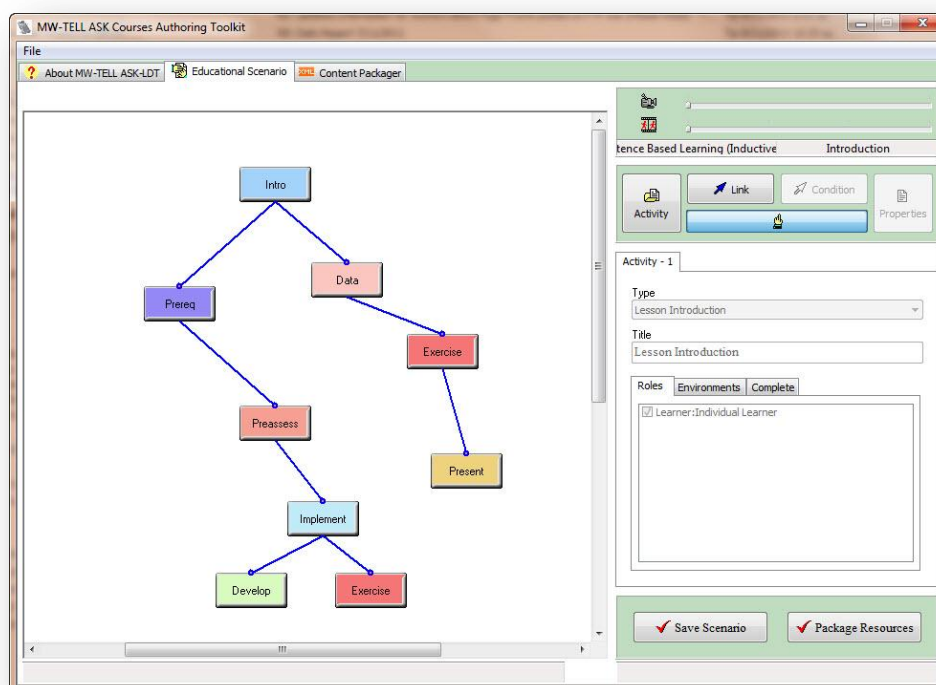 MW-TELL ASK Courses Authoring Toolkit
File
About MW-TELL ASK-LDT
Educational Scenario
Content Packager
tence Based Learning (Inductive
Introduction
Activity
Link
Condition
Properties
Intro
Data
Prereq
Exercise
Preassess
Present
Implement
Develop
Exercise
Activity - 1
Type
Lesson Introduction
Title
Lesson Introduction
Roles
Environments
Complete
Learner:Individual Learner
Save Scenario
Package Resources